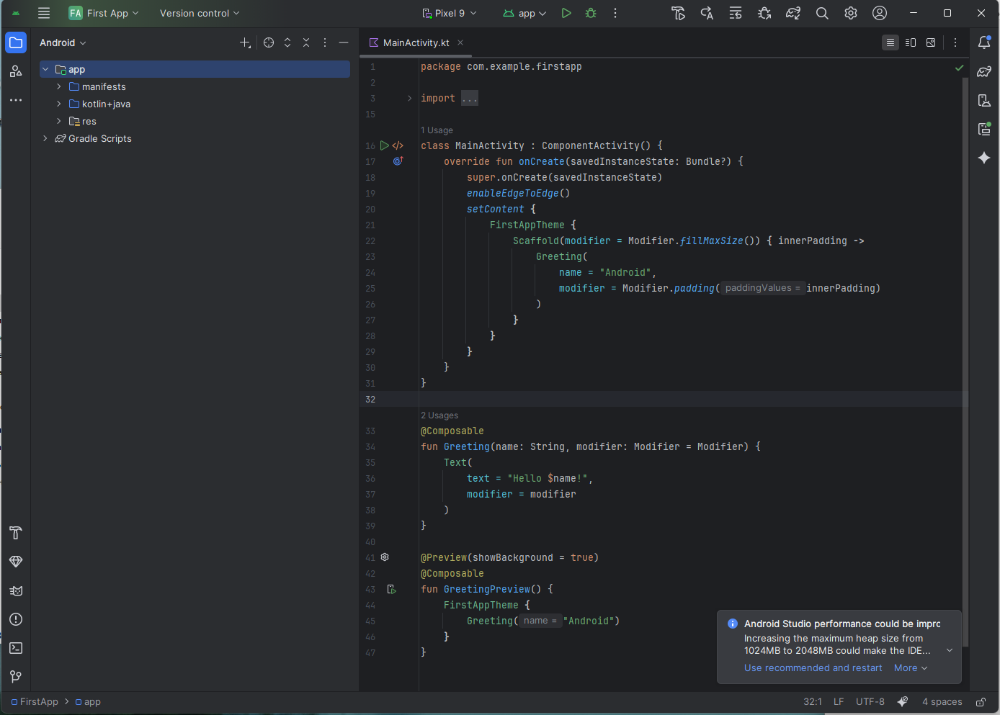 FA First App Version control Pixel 9 app
Android
MainActivity.kt
app
manifests
kotlin+java
res
Gradle Scripts
1 package com.example.firstapp
2
3 import ...
15
1 Usage
16 class MainActivity : ComponentActivity() {
17 override fun onCreate(savedInstanceState: Bundle?) {
18 super.onCreate(savedInstanceState)
19 enableEdgeToEdge()
20 setContent {
21 FirstAppTheme {
22 Scaffold(modifier = Modifier.fillMaxSize()) { innerPadding ->
23 Greeting(
24 name = "Android",
25 modifier = Modifier.padding( paddingValues = innerPadding)
26 )
27 }
28 }
29 }
30 }
31 }
32
2 Usages
33 @Composable
34 fun Greeting(name: String, modifier: Modifier = Modifier) {
35 Text(
36 text = "Hello $name!",
37 modifier = modifier
38 )
39 }
40
41 @Preview(showBackground = true)
42 @Composable
43 fun GreetingPreview() {
44 FirstAppTheme {
45 Greeting( name = "Android")
46 }
47 }
Android Studio performance could be impro
Increasing the maximum heap size from
1024MB to 2048MB could make the IDE...
Use recommended and restart More
FirstApp > app 32:1 LF UTF-8 4 spaces